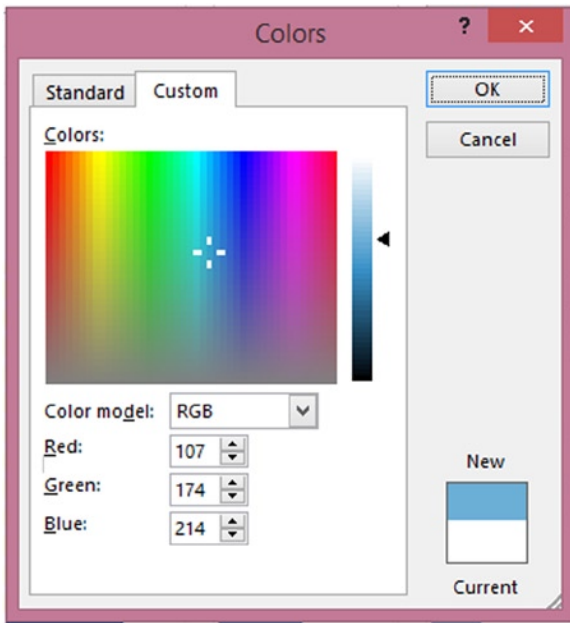 Colors
?
Standard
Custom
OK
Cancel
Colors:
Color model:
RGB
Red:
107
Green:
174
Blue:
214
New
Current